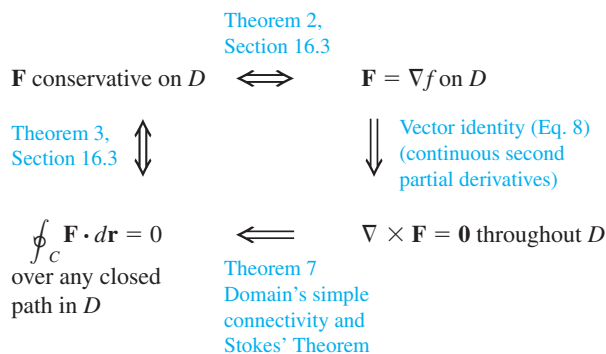 Theorem 2,
Section 16.3
F conservative on D ⟺ F = ∇f on D
Theorem 3,
Section 16.3
Vector identity (Eq. 8)
(continuous second
partial derivatives)
∮_C F · dr = 0
over any closed
path in D
∇ × F = 0 throughout D
Theorem 7
Domain's simple
connectivity and
Stokes' Theorem